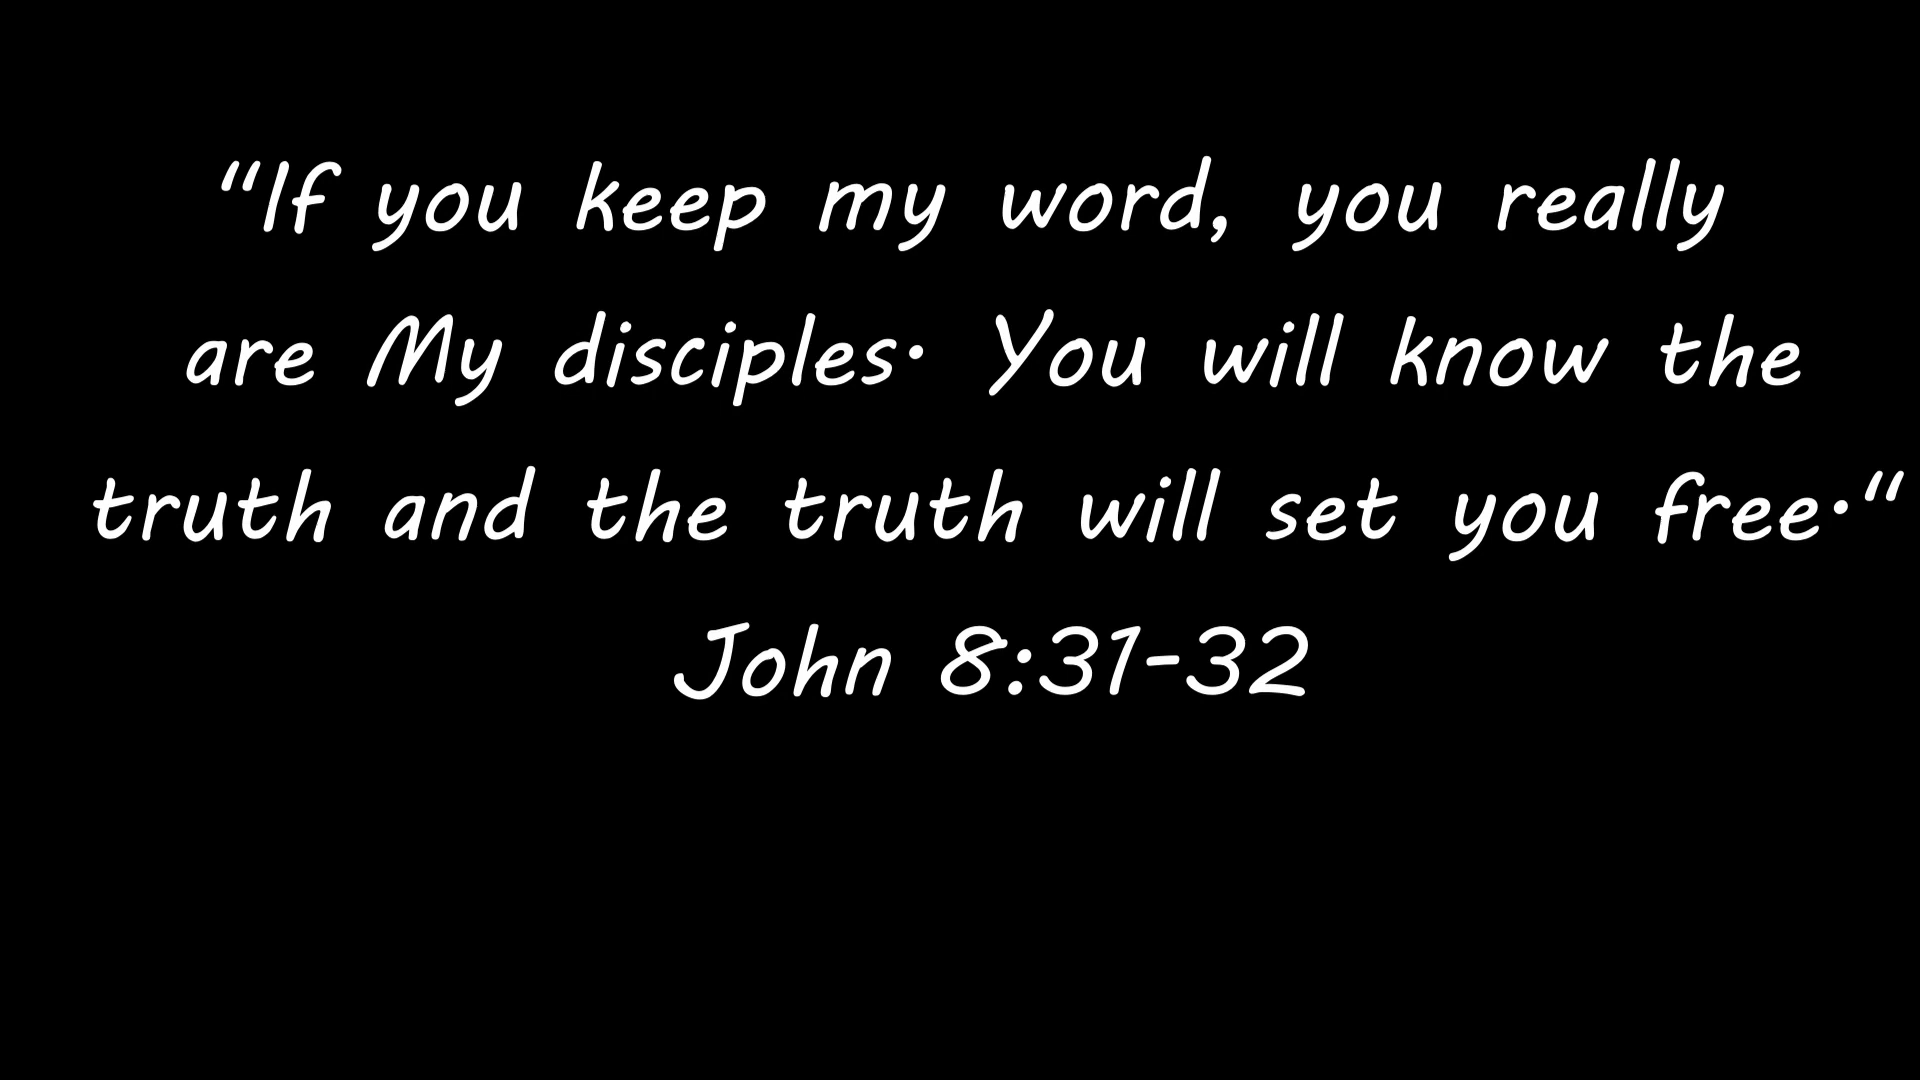 “If you keep my word, you really
are My disciples. You will know the
truth and the truth will set you free.“
John 8:31-32